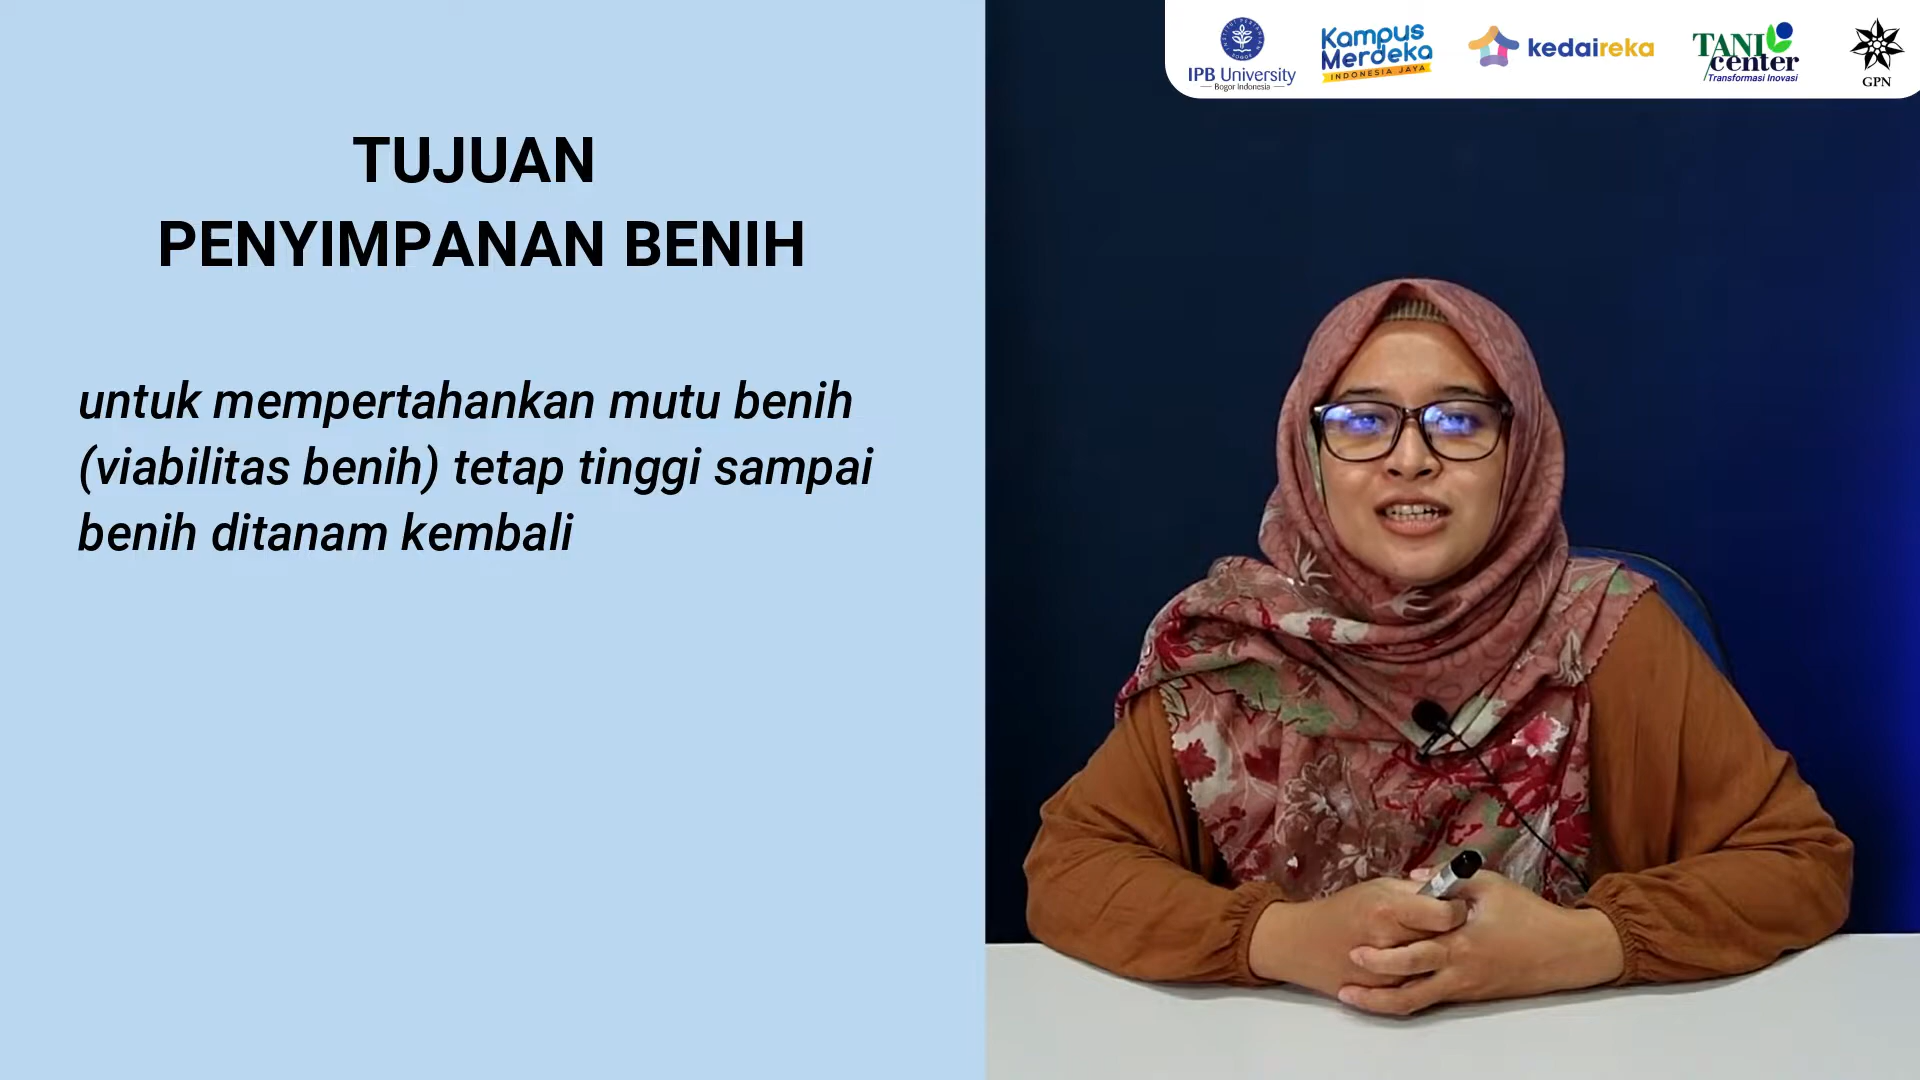 IPB University
Bogor Indonesia
Kampus
Merdeka
INDONESIA JAYA
kedaireka
TANI
center
Transformasi Inovasi
GPN
TUJUAN
PENYIMPANAN BENIH
untuk mempertahankan mutu benih
(viabilitas benih) tetap tinggi sampai
benih ditanam kembali